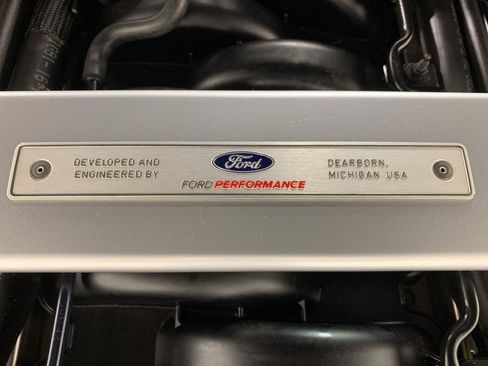 DEVELOPED AND
ENGINEERED BY
Ford
FORD PERFORMANCE
DEARBORN,
MICHIGAN USA